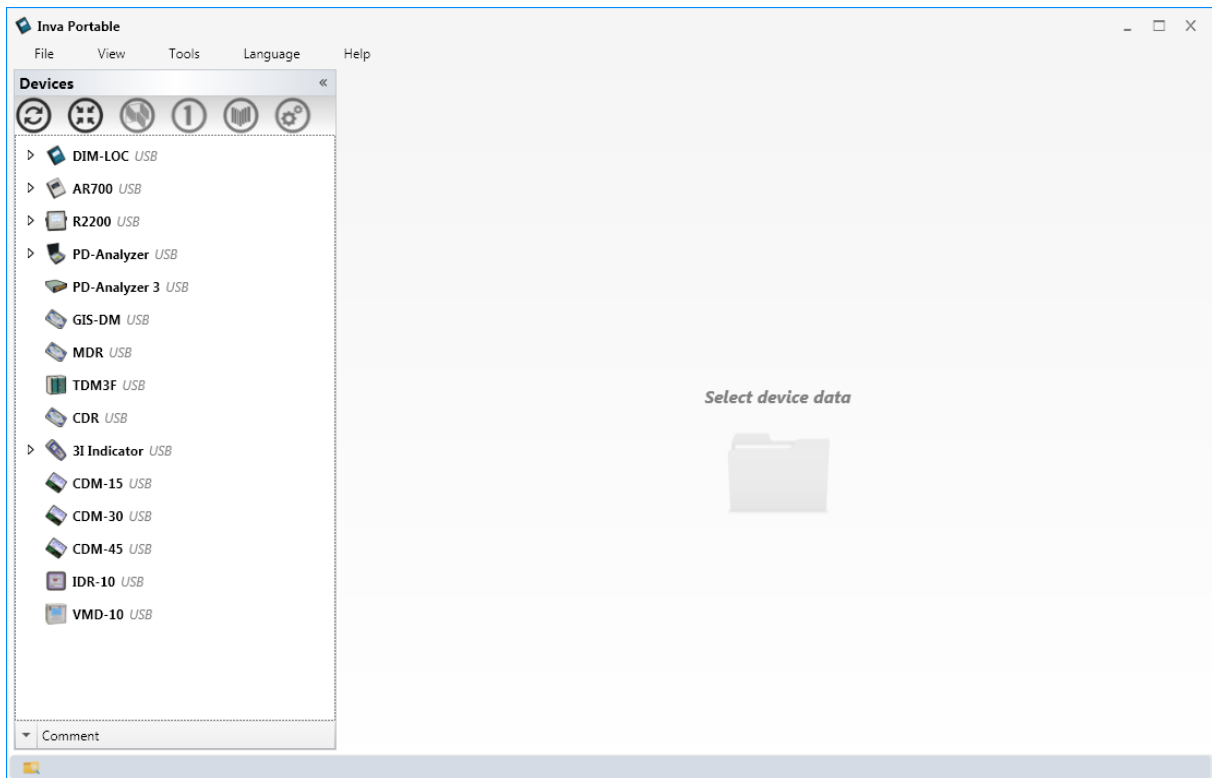 Inva Portable
File View Tools Language Help
Devices «
1
DIM-LOC USB
AR700 USB
R2200 USB
PD-Analyzer USB
PD-Analyzer 3 USB
GIS-DM USB
MDR USB
TDM3F USB
CDR USB
3I Indicator USB
CDM-15 USB
CDM-30 USB
CDM-45 USB
IDR-10 USB
VMD-10 USB
Select device data
Comment